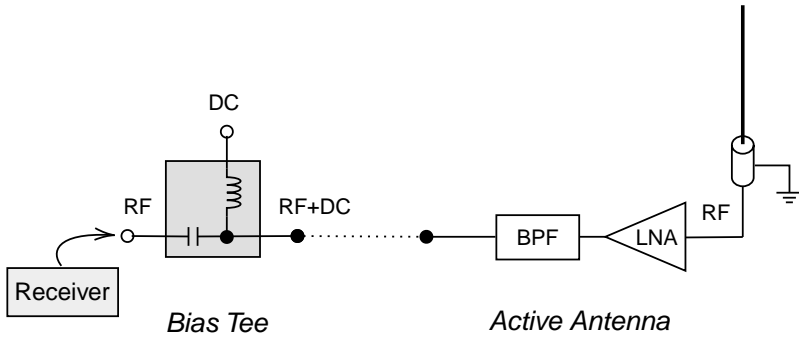 DC
RF
RF+DC
BPF
LNA
RF
Receiver
Bias Tee
Active Antenna